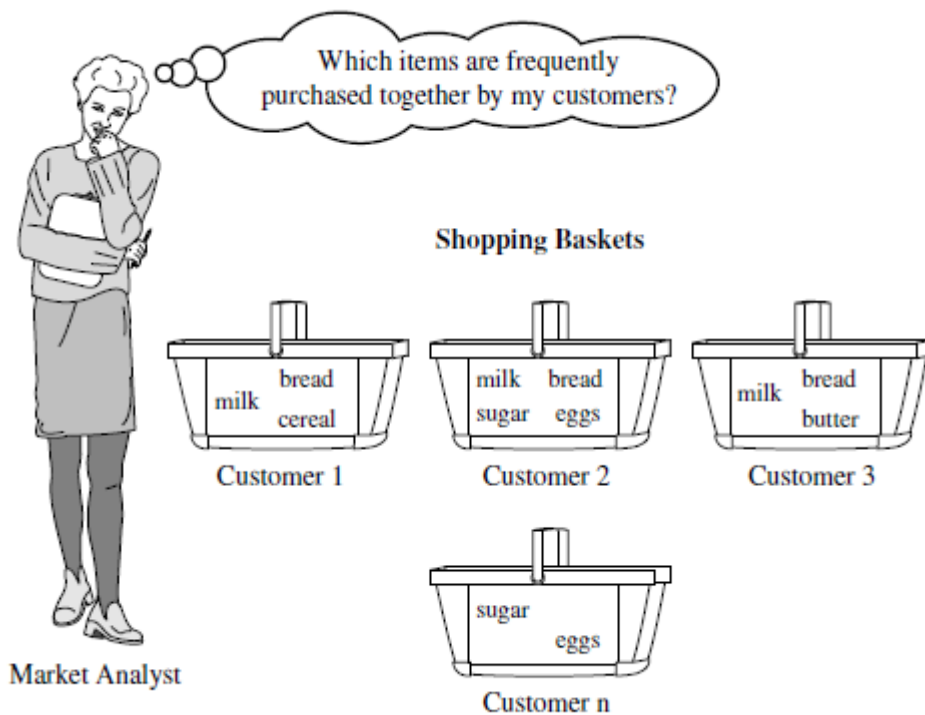 Which items are frequently
purchased together by my customers?
Shopping Baskets
milk
bread
cereal
Customer 1
milk bread
sugar eggs
Customer 2
milk
bread
butter
Customer 3
sugar
eggs
Customer n
Market Analyst